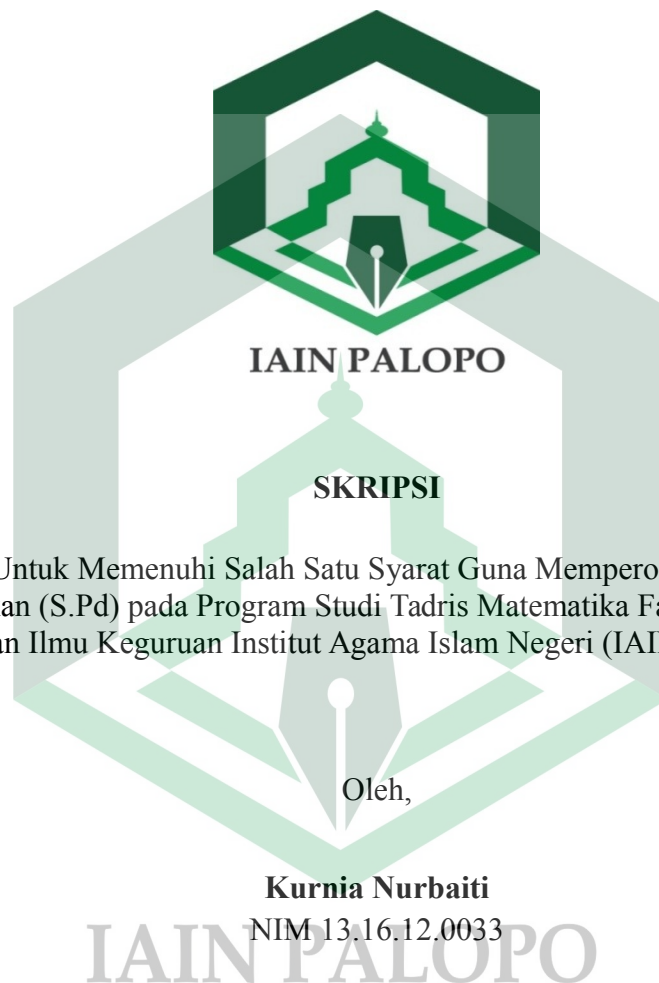 IAIN PALOPO
SKRIPSI
Untuk Memenuhi Salah Satu Syarat Guna Mempero
an (S.Pd) pada Program Studi Tadris Matematika Fa
an Ilmu Keguruan Institut Agama Islam Negeri (IAI
Oleh,
Kurnia Nurbaiti
NIM 13.16.12.0033
IAIN PALOPO